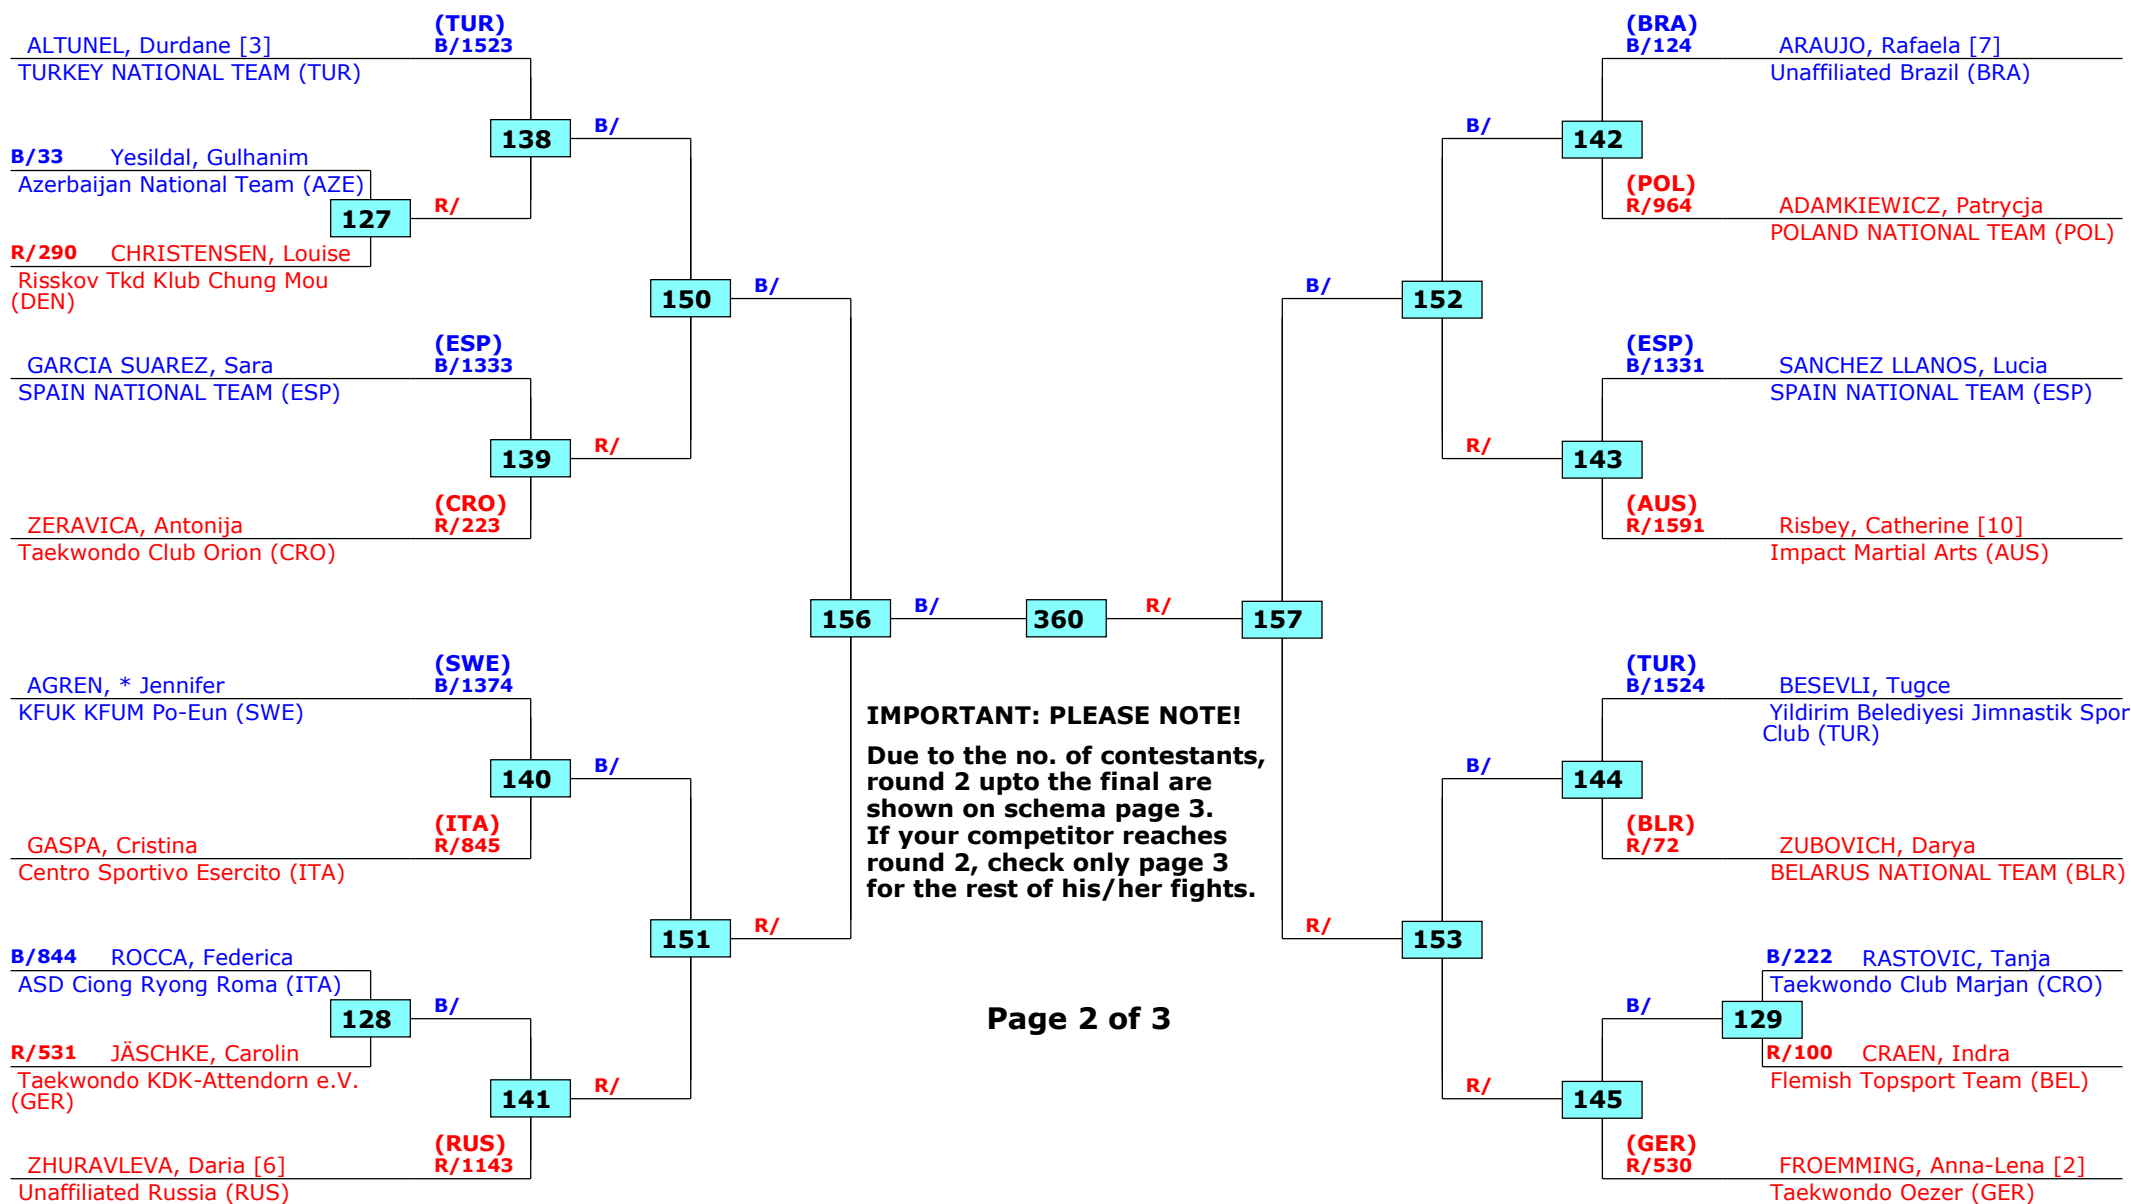 (TUR)
ALTUNEL, Durdane [3] B/1523
TURKEY NATIONAL TEAM (TUR)
138
B/
B/33 Yesildal, Gulhanim
Azerbaijan National Team (AZE)
127
R/
R/290 CHRISTENSEN, Louise
Risskov Tkd Klub Chung Mou
(DEN)
150
B/
(ESP)
GARCIA SUAREZ, Sara B/1333
SPAIN NATIONAL TEAM (ESP)
139
R/
(CRO)
ZERAVICA, Antonija R/223
Taekwondo Club Orion (CRO)
156
B/
360
R/
157
(SWE)
AGREN, * Jennifer B/1374
KFUK KFUM Po-Eun (SWE)
140
B/
(ITA)
GASPA, Cristina R/845
Centro Sportivo Esercito (ITA)
151
R/
B/844 ROCCA, Federica
ASD Ciong Ryong Roma (ITA)
128
B/
R/531 JÄSCHKE, Carolin
Taekwondo KDK-Attendorn e.V.
(GER)
141
R/
(RUS)
ZHURAVLEVA, Daria [6] R/1143
Unaffiliated Russia (RUS)
IMPORTANT: PLEASE NOTE!
Due to the no. of contestants,
round 2 upto the final are
shown on schema page 3.
If your competitor reaches
round 2, check only page 3
for the rest of his/her fights.
Page 2 of 3
(BRA)
B/124 ARAUJO, Rafaela [7]
Unaffiliated Brazil (BRA)
B/
142
(POL)
R/964 ADAMKIEWICZ, Patrycja
POLAND NATIONAL TEAM (POL)
B/
152
(ESP)
B/1331 SANCHEZ LLANOS, Lucia
SPAIN NATIONAL TEAM (ESP)
R/
143
(AUS)
R/1591 Risbey, Catherine [10]
Impact Martial Arts (AUS)
(TUR)
B/1524 BESEVLI, Tugce
Yildirim Belediyesi Jimnastik Spor
Club (TUR)
B/
144
(BLR)
R/72 ZUBOVICH, Darya
BELARUS NATIONAL TEAM (BLR)
R/
153
B/222 RASTOVIC, Tanja
Taekwondo Club Marjan (CRO)
B/
129
R/100 CRAEN, Indra
Flemish Topsport Team (BEL)
R/
145
(GER)
R/530 FROEMMING, Anna-Lena [2]
Taekwondo Oezer (GER)